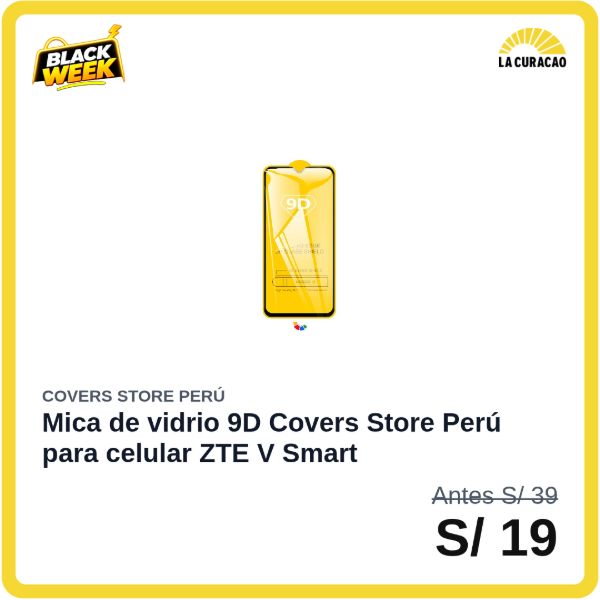 BLACK
WEEK
LA CURACAO
9D
COVERS STORE PERÚ
Mica de vidrio 9D Covers Store Perú
para celular ZTE V Smart
Antes S/ 39
S/ 19